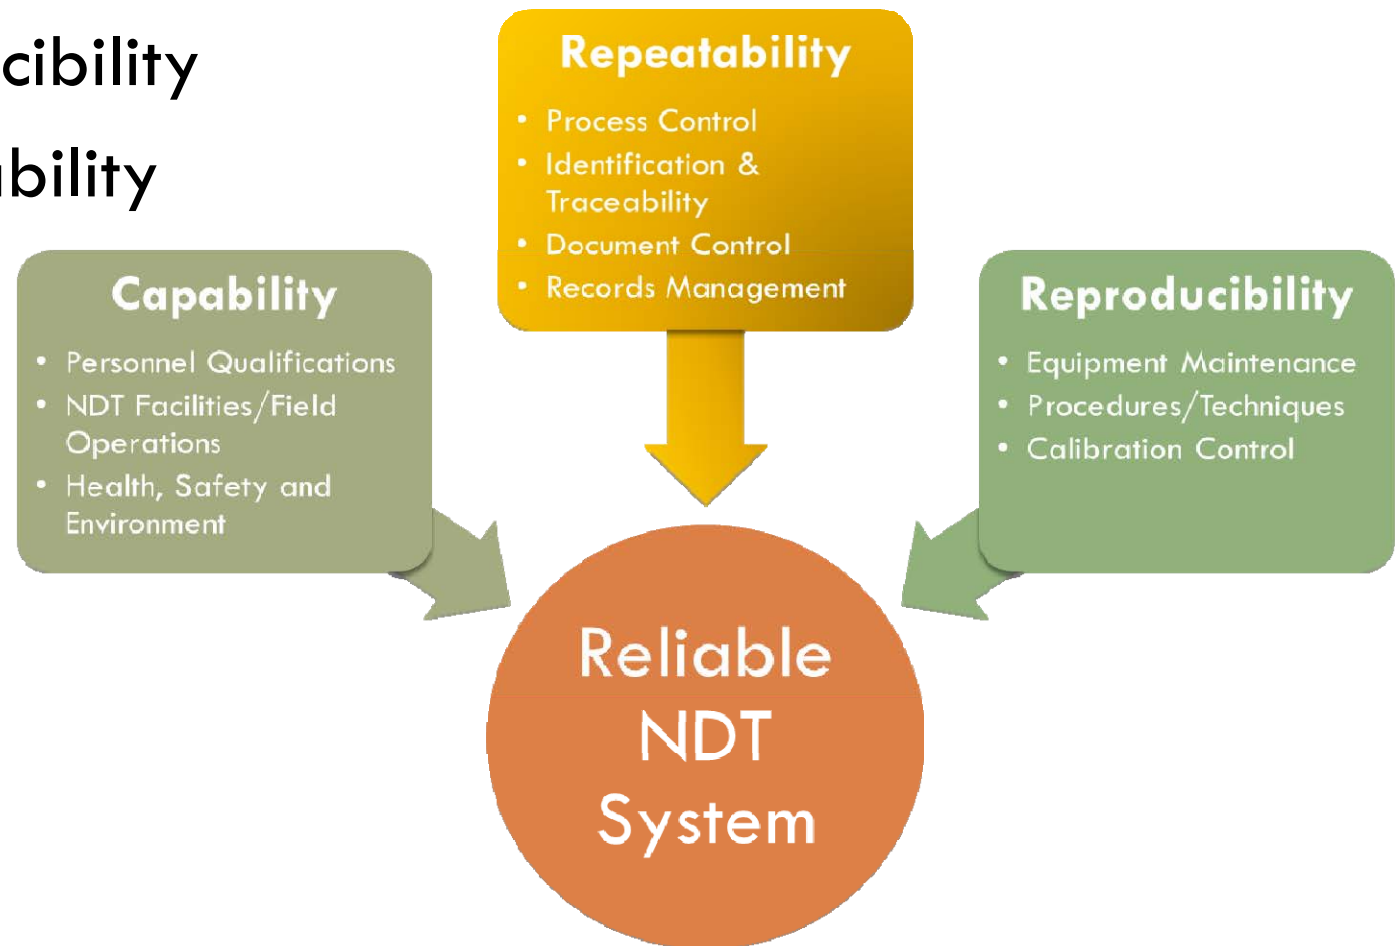 cibility
ability
Repeatability
• Process Control
• Identification &
Traceability
• Document Control
• Records Management
Capability
• Personnel Qualifications
• NDT Facilities/Field
Operations
• Health, Safety and
Environment
Reproducibility
• Equipment Maintenance
• Procedures/Techniques
• Calibration Control
Reliable
NDT
System